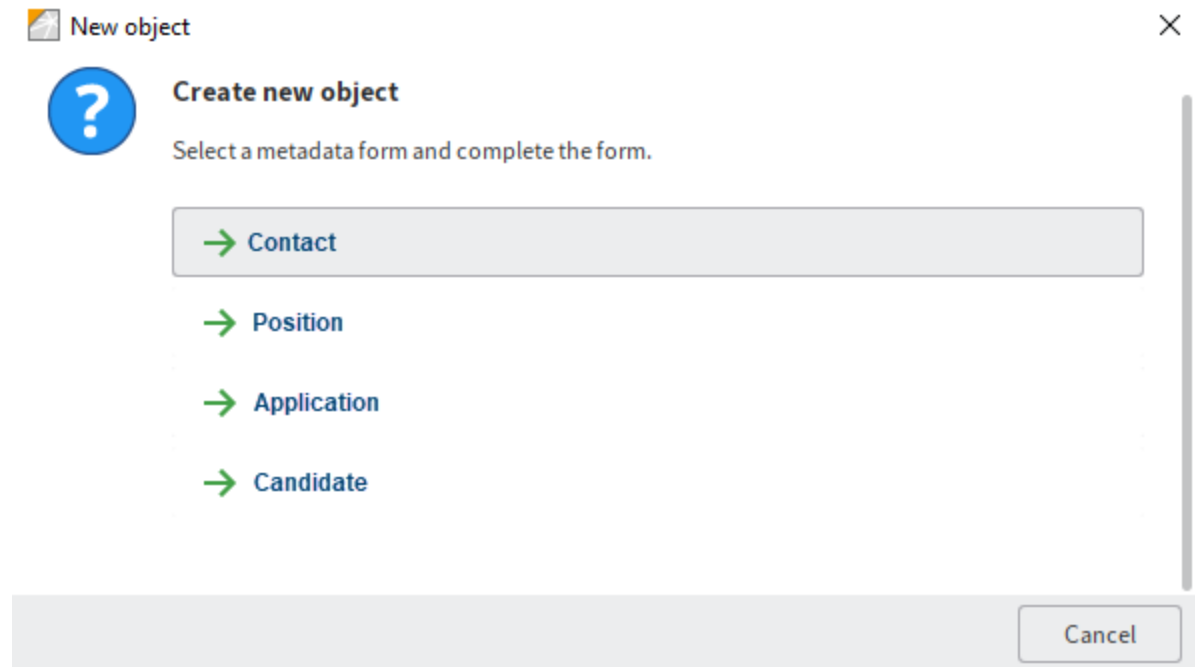 New object
Create new object
Select a metadata form and complete the form.
Contact
Position
Application
Candidate
Cancel